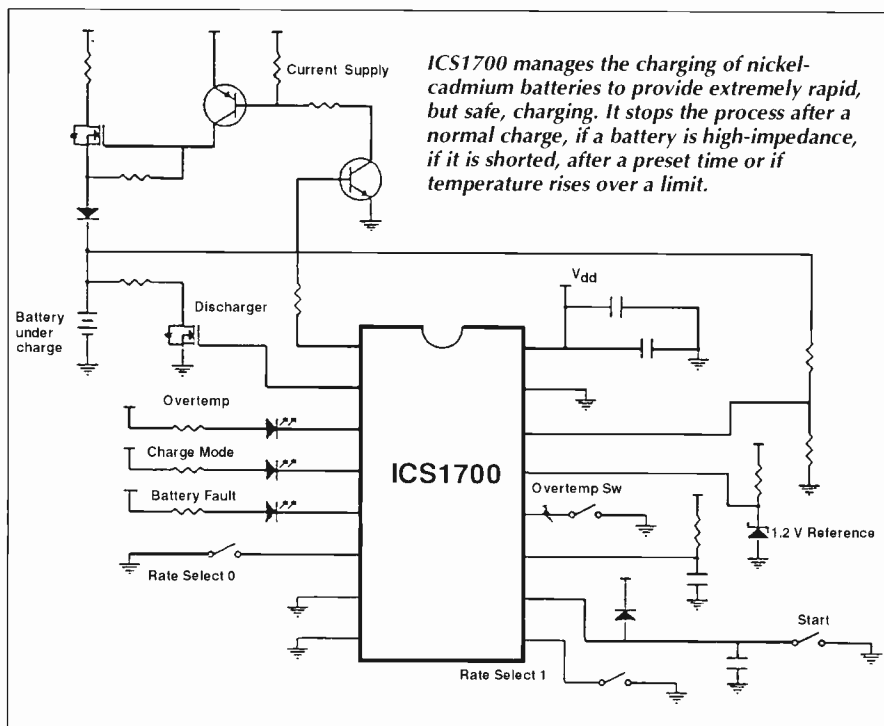 Current Supply
ICS1700 manages the charging of nickel-
cadmium batteries to provide extremely rapid,
but safe, charging. It stops the process after a
normal charge, if a battery is high-impedance,
if it is shorted, after a preset time or if
temperature rises over a limit.
Vdd
Battery
under
charge
Discharger
Overtemp
Charge Mode
Battery Fault
ICS1700
Overtemp Sw
1.2 V Reference
Rate Select 0
Start
Rate Select 1